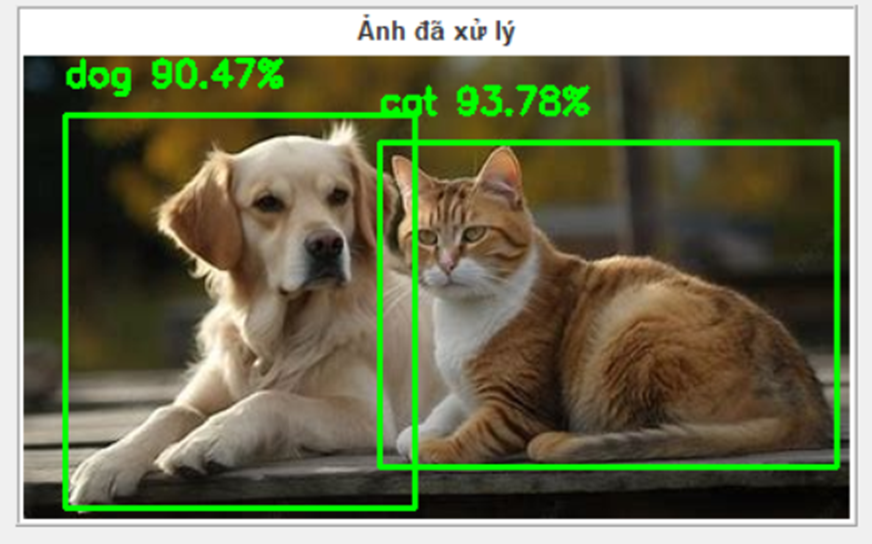 Ảnh đã xử lý
dog 90.47%
cat 93.78%